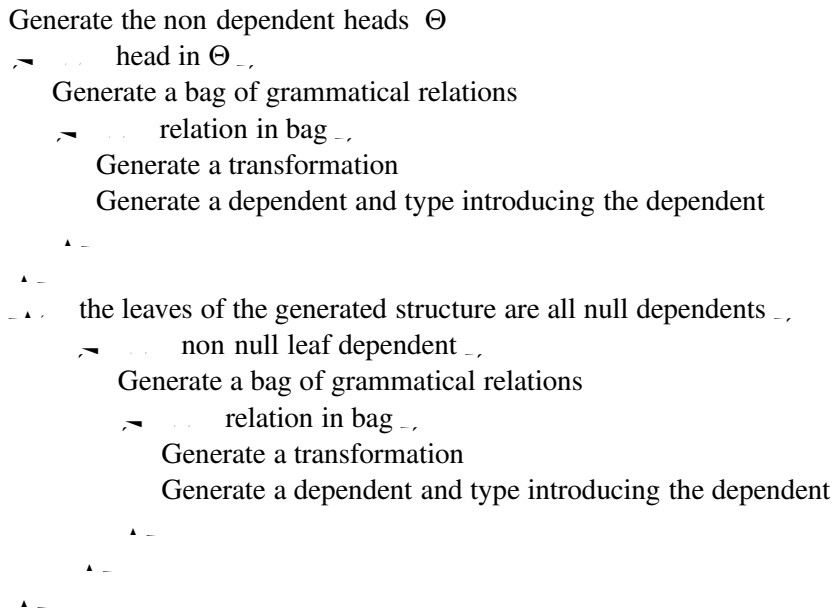 Generate the non dependent heads Θ
head in Θ
Generate a bag of grammatical relations
relation in bag
Generate a transformation
Generate a dependent and type introducing the dependent
the leaves of the generated structure are all null dependents
non null leaf dependent
Generate a bag of grammatical relations
relation in bag
Generate a transformation
Generate a dependent and type introducing the dependent